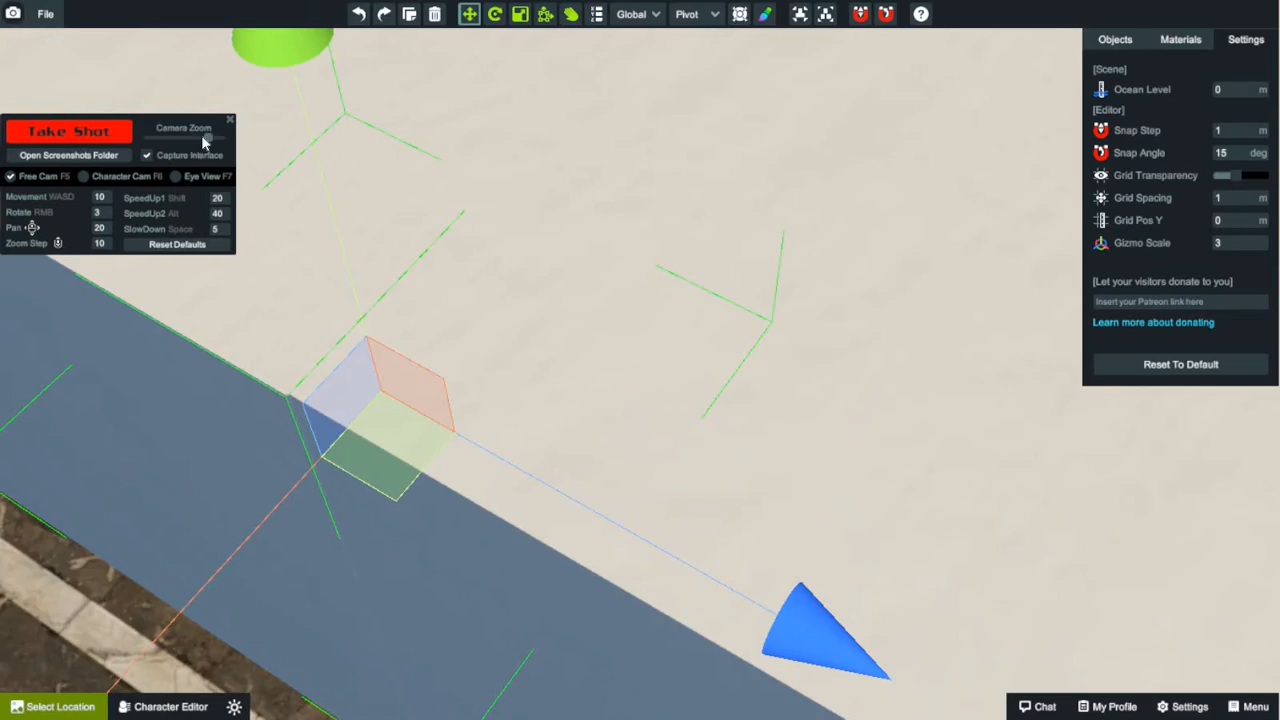 File
Global
Pivot
Take Shot
Camera Zoom
Open Screenshots Folder
Capture Interface
Free Cam F5
Character Cam F6
Eye View F7
Movement WASD 10
SpeedUp1 Shift 20
Rotate RMB 3
SpeedUp2 Alt 40
Pan 20
SlowDown Space 5
Zoom Step 10
Reset Defaults
Objects
Materials
Settings
[Scene]
Ocean Level 0 m
[Editor]
Snap Step 1 m
Snap Angle 15 deg
Grid Transparency
Grid Spacing 1 m
Grid Pos Y 0 m
Gizmo Scale 3
[Let your visitors donate to you]
Insert your Patreon link here
Learn more about donating
Reset To Default
Select Location
Character Editor
Chat
My Profile
Settings
Menu